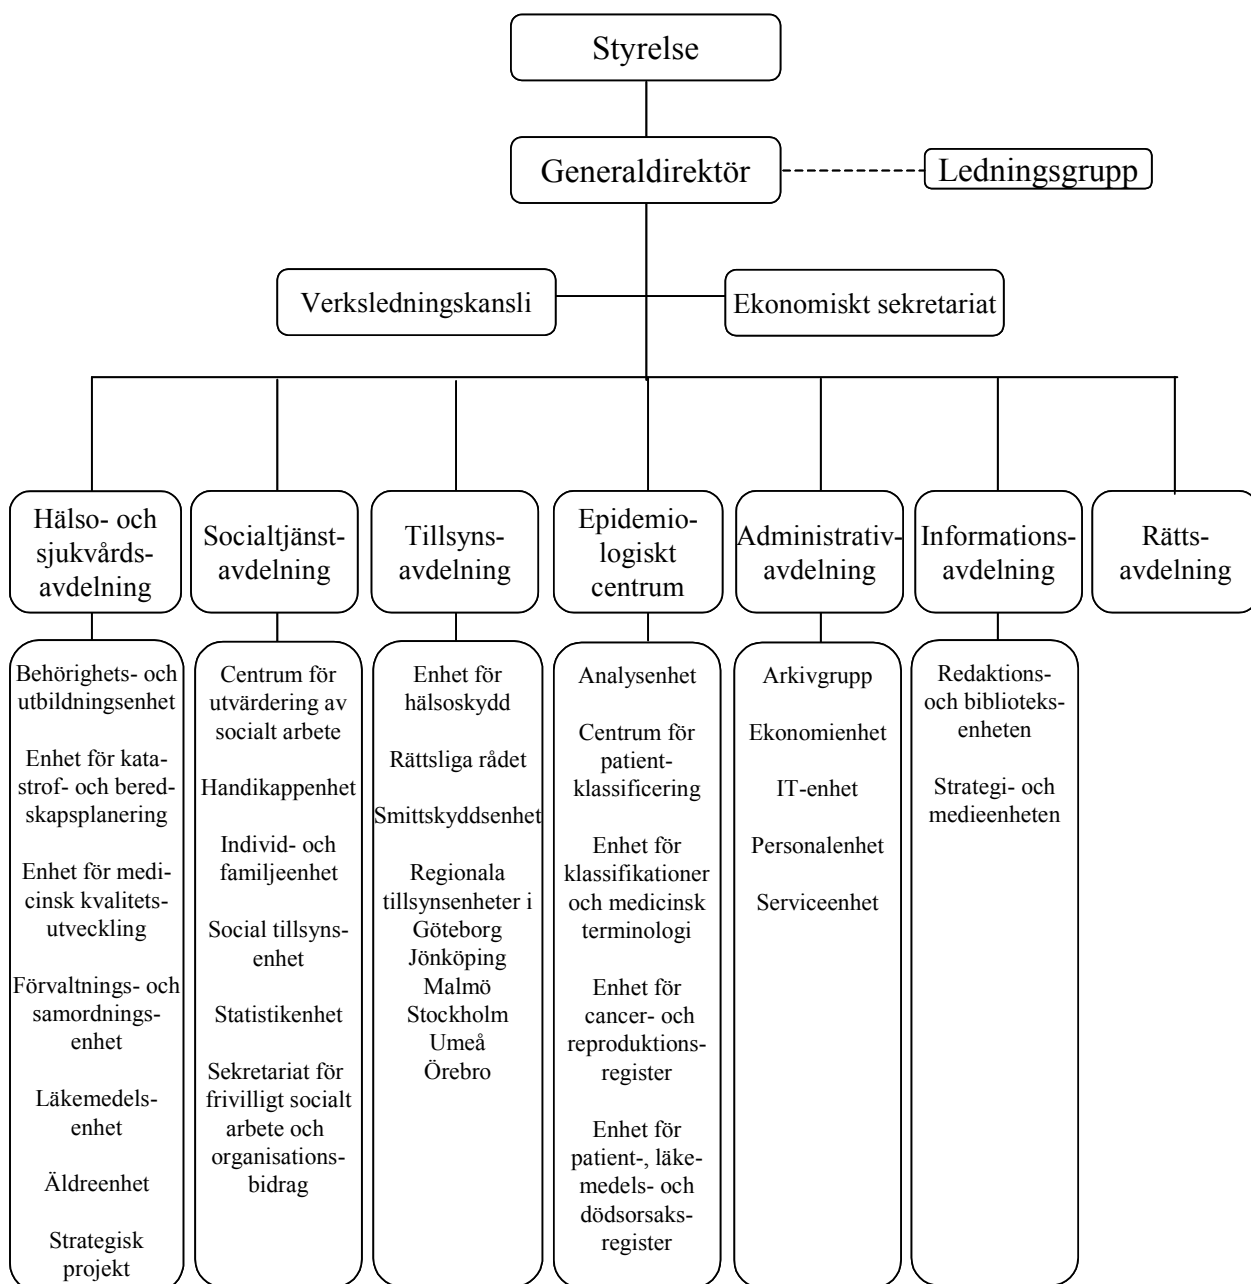 Styrelse
Generaldirektör
Ledningsgrupp
Verksledningskansli
Ekonomiskt sekretariat
Hälso- och
sjukvårds-
avdelning
Socialtjänst-
avdelning
Tillsyns-
avdelning
Epidemio-
logiskt
centrum
Administrativ-
avdelning
Informations-
avdelning
Rätts-
avdelning
Behörighets- och
utbildningsenhet
Enhet för kata-
strof- och bered-
skapsplanering
Enhet för medi-
cinsk kvalitets-
utveckling
Förvaltnings- och
samordnings-
enhet
Läkemedels-
enhet
Äldreenhet
Strategisk
projekt
Centrum för
utvärdering av
socialt arbete
Handikappenhet
Individ- och
familjeenhet
Social tillsyns-
enhet
Statistikenhet
Sekretariat för
frivilligt socialt
arbete och
organisations-
bidrag
Enhet för
hälsoskydd
Rättsliga rådet
Smittskyddsenhet
Regionala
tillsynsenheter i
Göteborg
Jönköping
Malmö
Stockholm
Umeå
Örebro
Analysenhet
Centrum för
patient-
klassificering
Enhet för
klassifikationer
och medicinsk
terminologi
Enhet för
cancer- och
reproduktions-
register
Enhet för
patient-, läke-
medels- och
dödsorsaks-
register
Arkivgrupp
Ekonomienhet
IT-enhet
Personalenhet
Serviceenhet
Redaktions-
och biblioteks-
enheten
Strategi- och
medieenheten